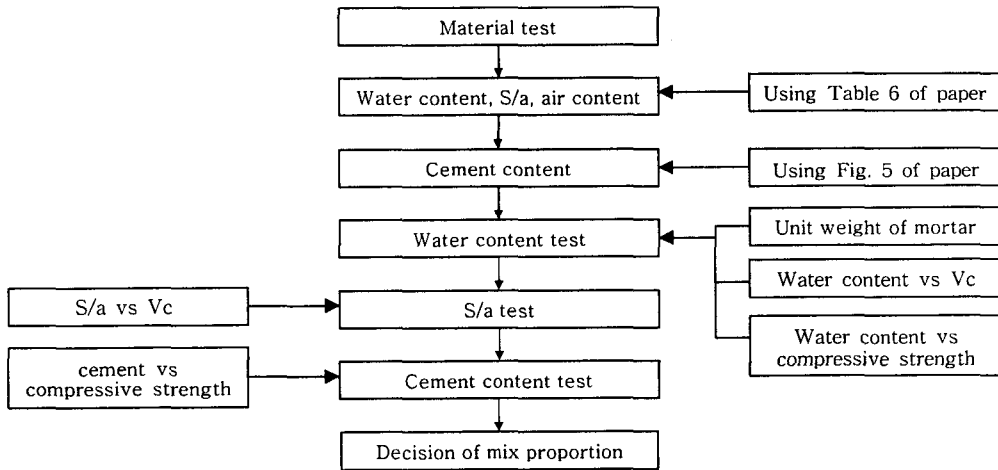 Material test
Water content, S/a, air content
Using Table 6 of paper
Cement content
Using Fig. 5 of paper
Water content test
Unit weight of mortar
Water content vs Vc
Water content vs
compressive strength
S/a vs Vc
S/a test
cement vs
compressive strength
Cement content test
Decision of mix proportion